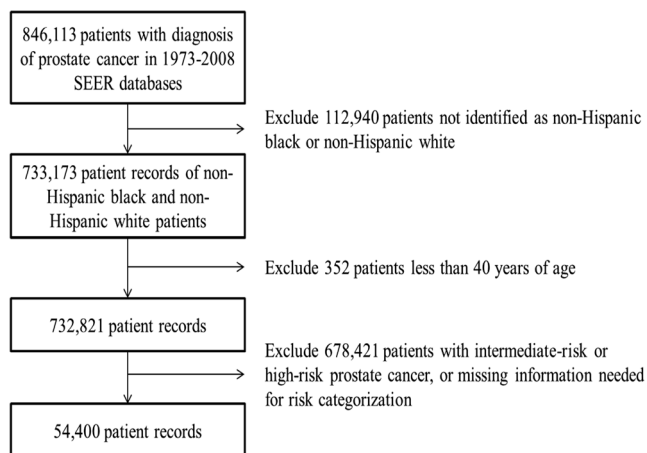 846,113 patients with diagnosis
of prostate cancer in 1973-2008
SEER databases
Exclude 112,940 patients not identified as non-Hispanic
black or non-Hispanic white
733,173 patient records of non-
Hispanic black and non-
Hispanic white patients
Exclude 352 patients less than 40 years of age
732,821 patient records
Exclude 678,421 patients with intermediate-risk or
high-risk prostate cancer, or missing information needed
for risk categorization
54,400 patient records